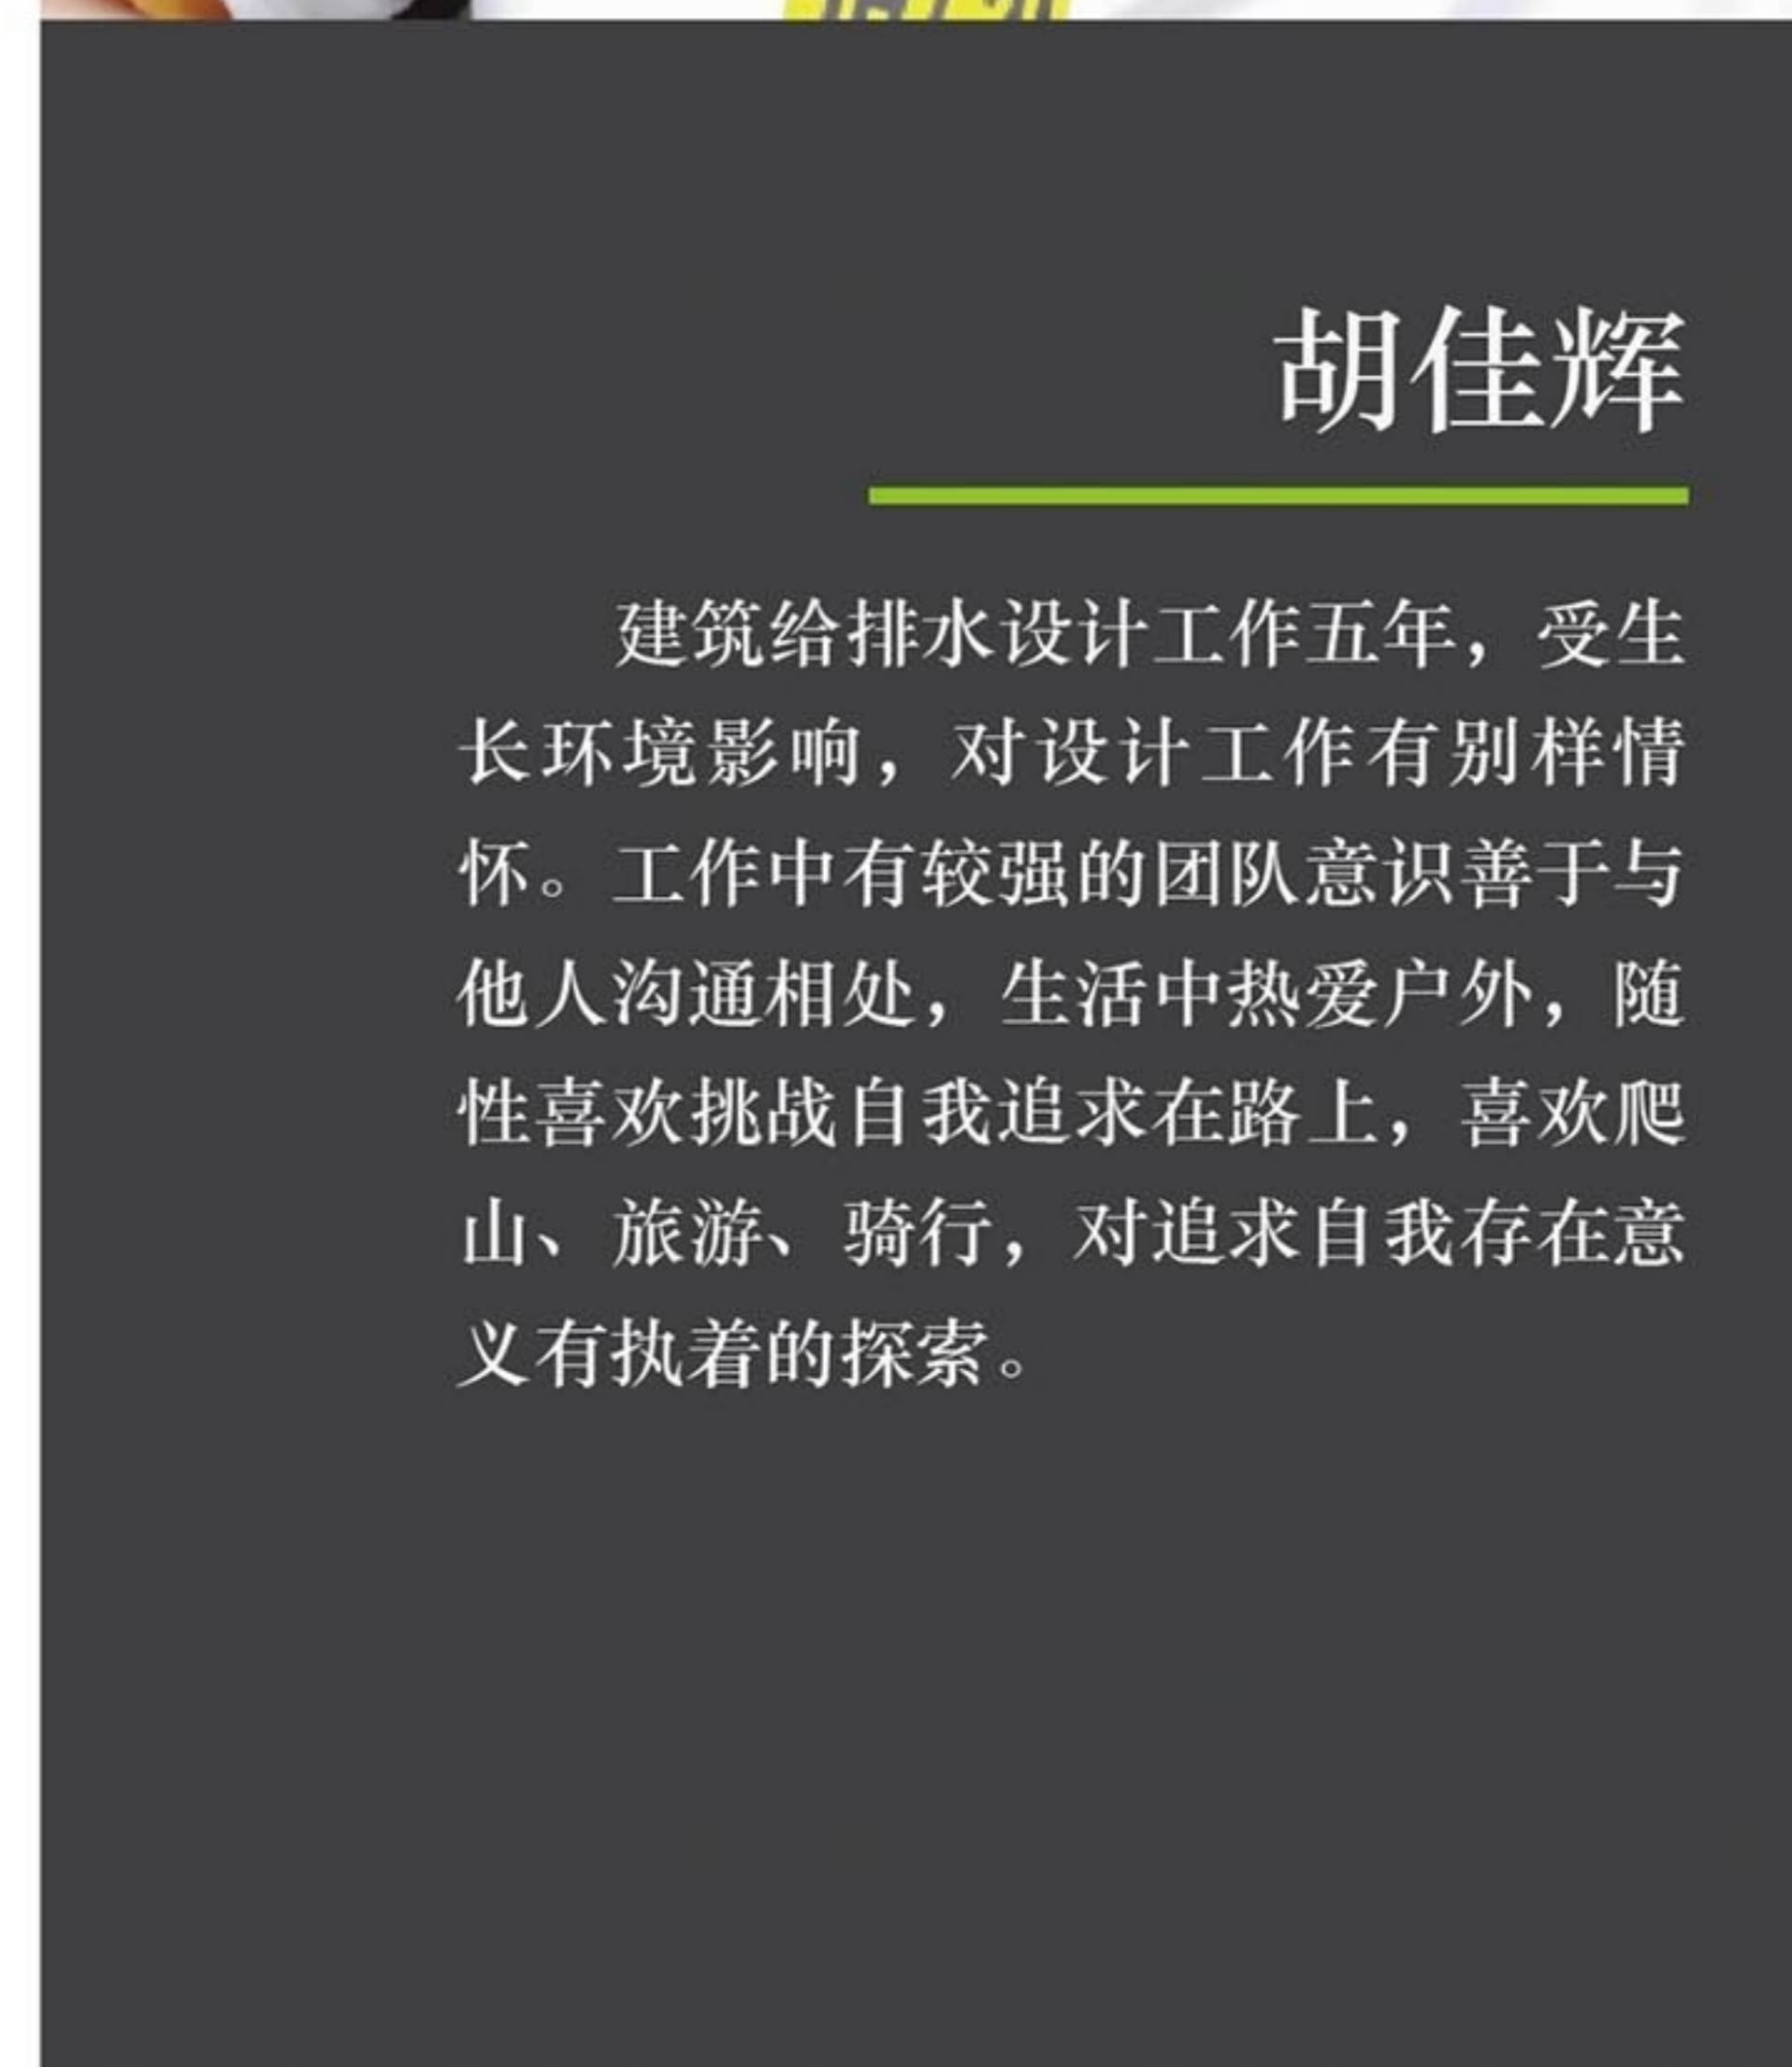 胡佳辉
建筑给排水设计工作五年，受生
长环境影响，对设计工作有别样情
怀。工作中有较强的团队意识善于与
他人沟通相处，生活中热爱户外，随
性喜欢挑战自我追求在路上，喜欢爬
山、旅游、骑行，对追求自我存在意
义有执着的探索。